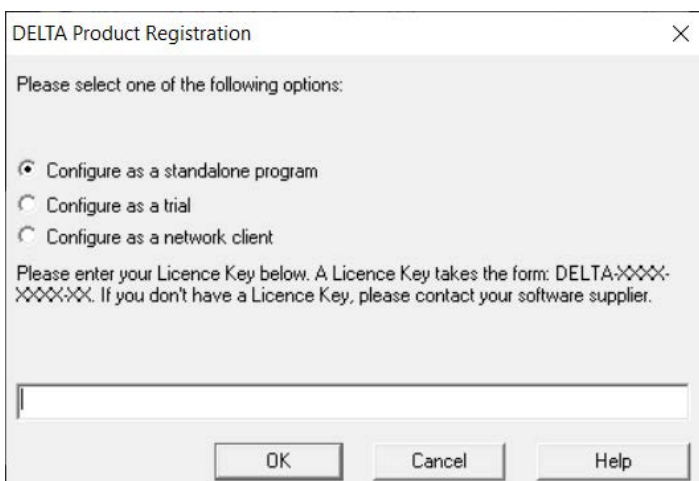 DELTA Product Registration
Please select one of the following options:
Configure as a standalone program
Configure as a trial
Configure as a network client
Please enter your Licence Key below. A Licence Key takes the form: DELTA-XXXX-
XXXX-XX. If you don't have a Licence Key, please contact your software supplier.
OK Cancel Help